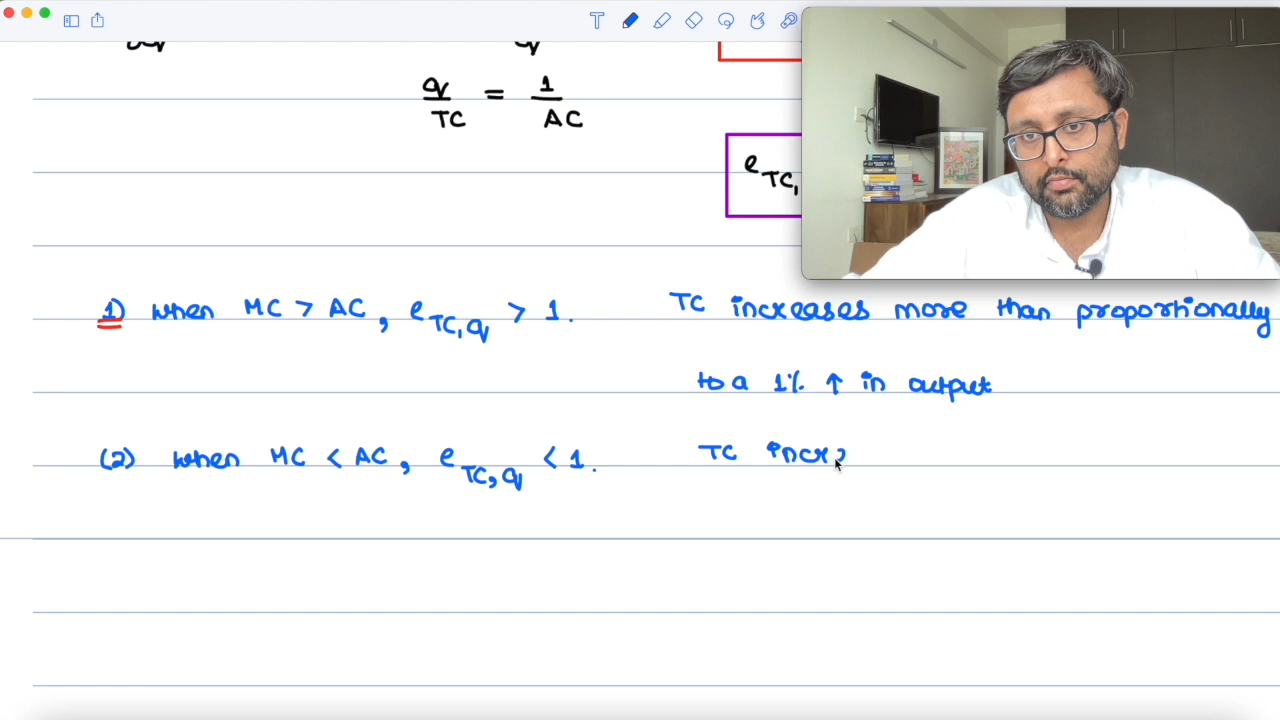 q/TC = 1/AC
e TC,
1) when MC > AC, e TC, q > 1. TC increases more than proportionally
to a 1% ↑ in output
(2) when MC < AC, e TC, q < 1. TC incr